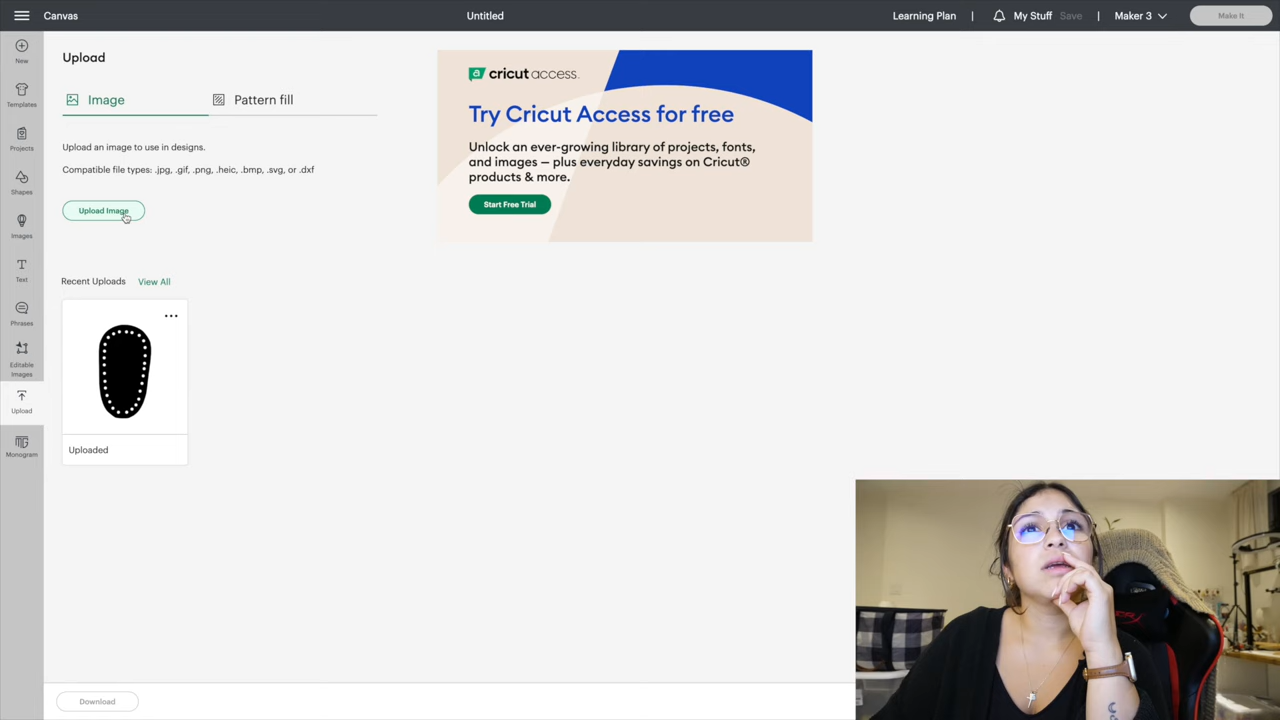 Canvas
Untitled
Learning Plan | My Stuff Save | Maker 3 Make It
New
Templates
Projects
Shapes
Images
Text
Phrases
Editable
Images
Upload
Monogram
Upload
Image
Pattern fill
Upload an image to use in designs.
Compatible file types: .jpg, .gif, .png, .heic, .bmp, .svg, or .dxf
Upload Image
Recent Uploads View All
Uploaded
a cricut access.
Try Cricut Access for free
Unlock an ever-growing library of projects, fonts,
and images — plus everyday savings on Cricut®
products & more.
Start Free Trial
Download